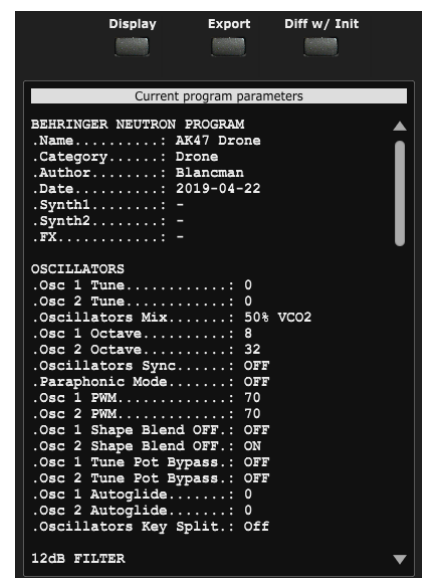 Display Export Diff w/ Init
Current program parameters
BEHRINGER NEUTRON PROGRAM
.Name..........: AK47 Drone
.Category......: Drone
.Author........: Blancman
.Date..........: 2019-04-22
.Synth1........: -
.Synth2........: -
.FX............: -
OSCILLATORS
.Osc 1 Tune............: 0
.Osc 2 Tune............: 0
.Oscillators Mix.......: 50% VCO2
.Osc 1 Octave..........: 8
.Osc 2 Octave..........: 32
.Oscillators Sync......: OFF
.Paraphonic Mode.......: OFF
.Osc 1 PWM.............: 70
.Osc 2 PWM.............: 70
.Osc 1 Shape Blend OFF.: OFF
.Osc 2 Shape Blend OFF.: ON
.Osc 1 Tune Pot Bypass.: OFF
.Osc 2 Tune Pot Bypass.: OFF
.Osc 1 Autoglide.......: 0
.Osc 2 Autoglide.......: 0
.Oscillators Key Split.: Off
12dB FILTER